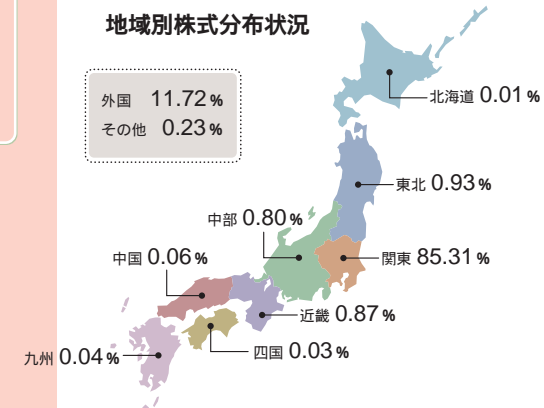 地域別株式分布状況
外国 11.72%
その他 0.23%
北海道 0.01%
東北 0.93%
中部 0.80%
関東 85.31%
中国 0.06%
近畿 0.87%
四国 0.03%
九州 0.04%